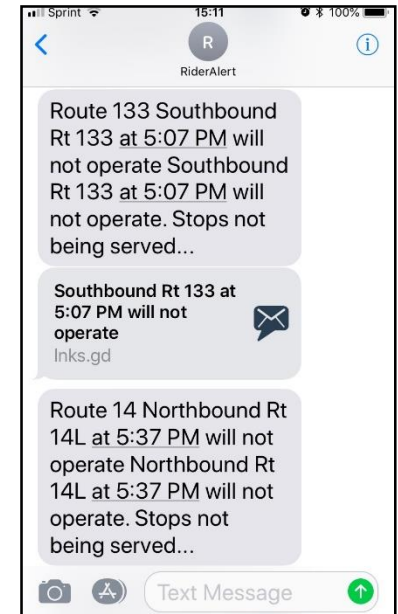 Sprint 15:11 100%
R
RiderAlert
Route 133 Southbound
Rt 133 at 5:07 PM will
not operate Southbound
Rt 133 at 5:07 PM will
not operate. Stops not
being served...
Southbound Rt 133 at
5:07 PM will not
operate
lnks.gd
Route 14 Northbound Rt
14L at 5:37 PM will not
operate Northbound Rt
14L at 5:37 PM will not
operate. Stops not
being served...
Text Message